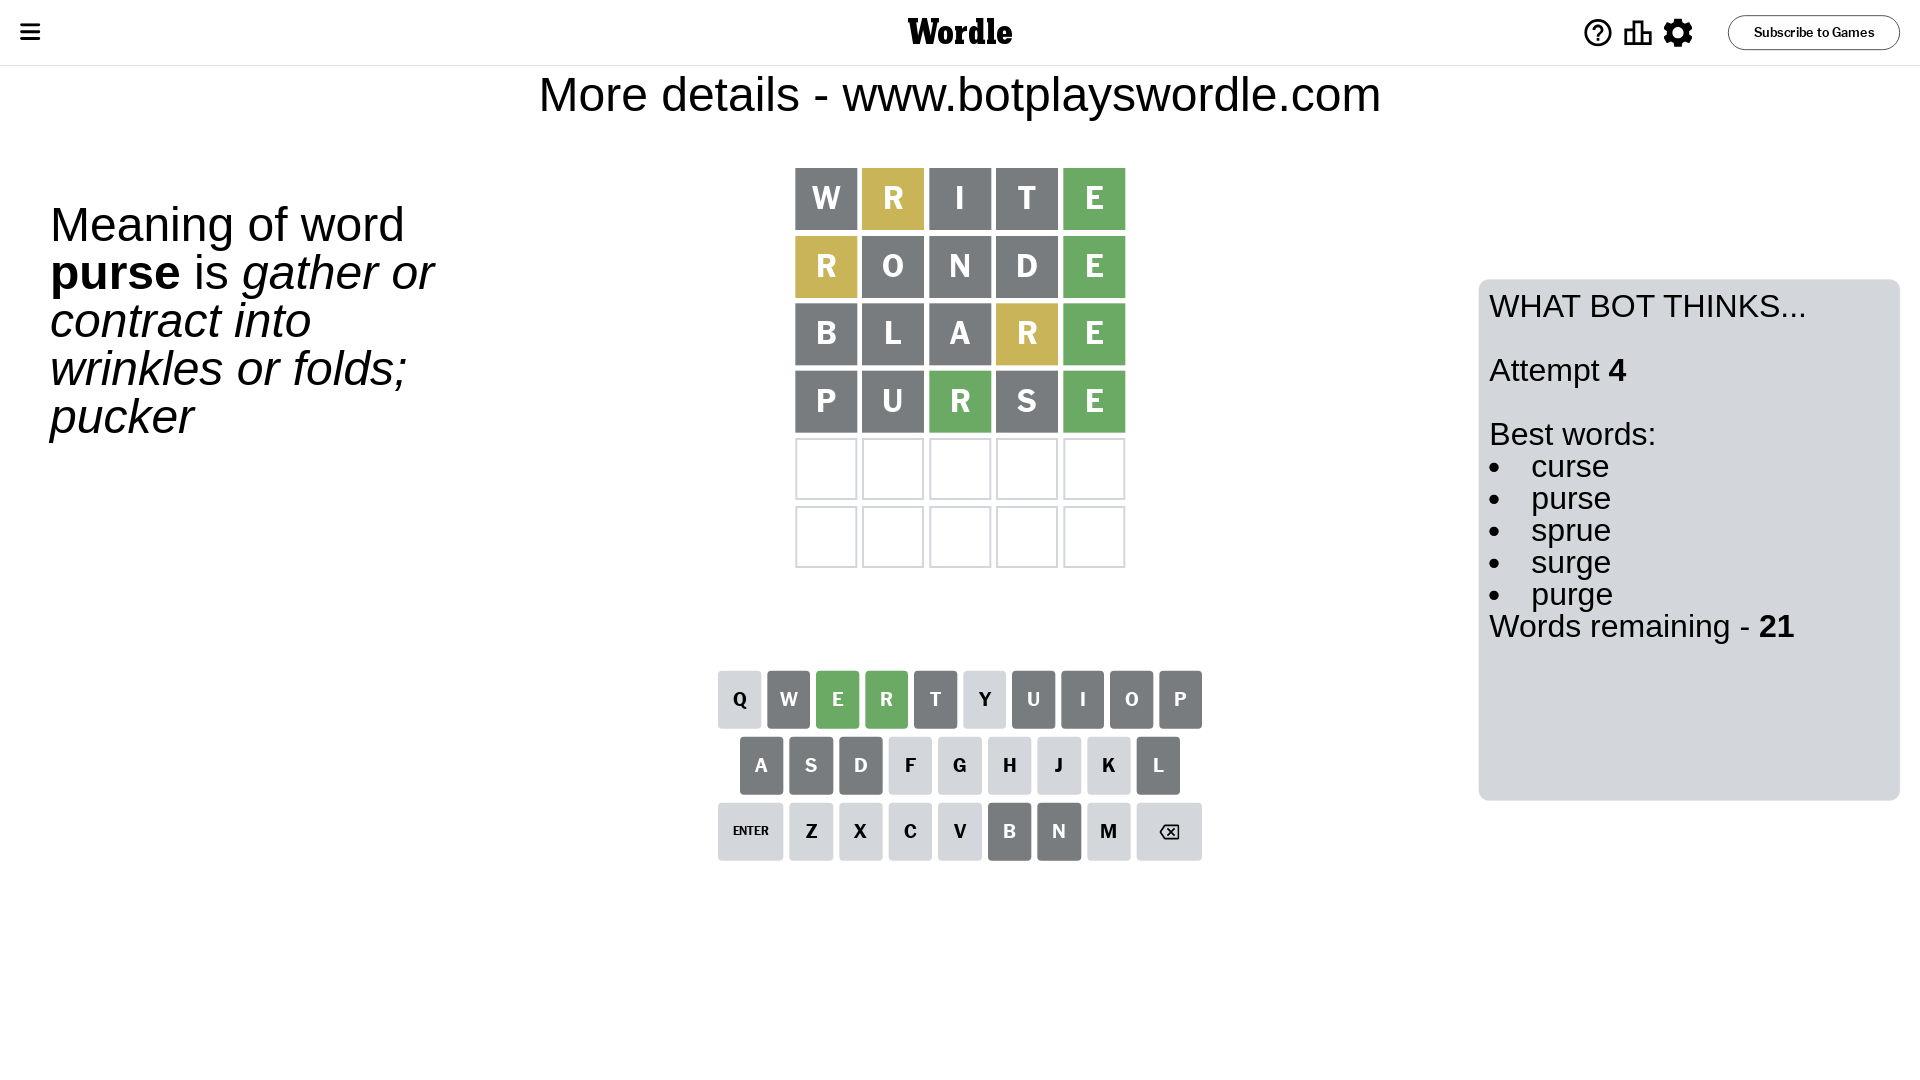 Wordle
Subscribe to Games
More details - www.botplayswordle.com
Meaning of word
purse is gather or
contract into
wrinkles or folds;
pucker
W R I T E
R O N D E
B L A R E
P U R S E
WHAT BOT THINKS...
Attempt 4
Best words:
• curse
• purse
• sprue
• surge
• purge
Words remaining - 21
Q W E R T Y U I O P
A S D F G H J K L
ENTER Z X C V B N M